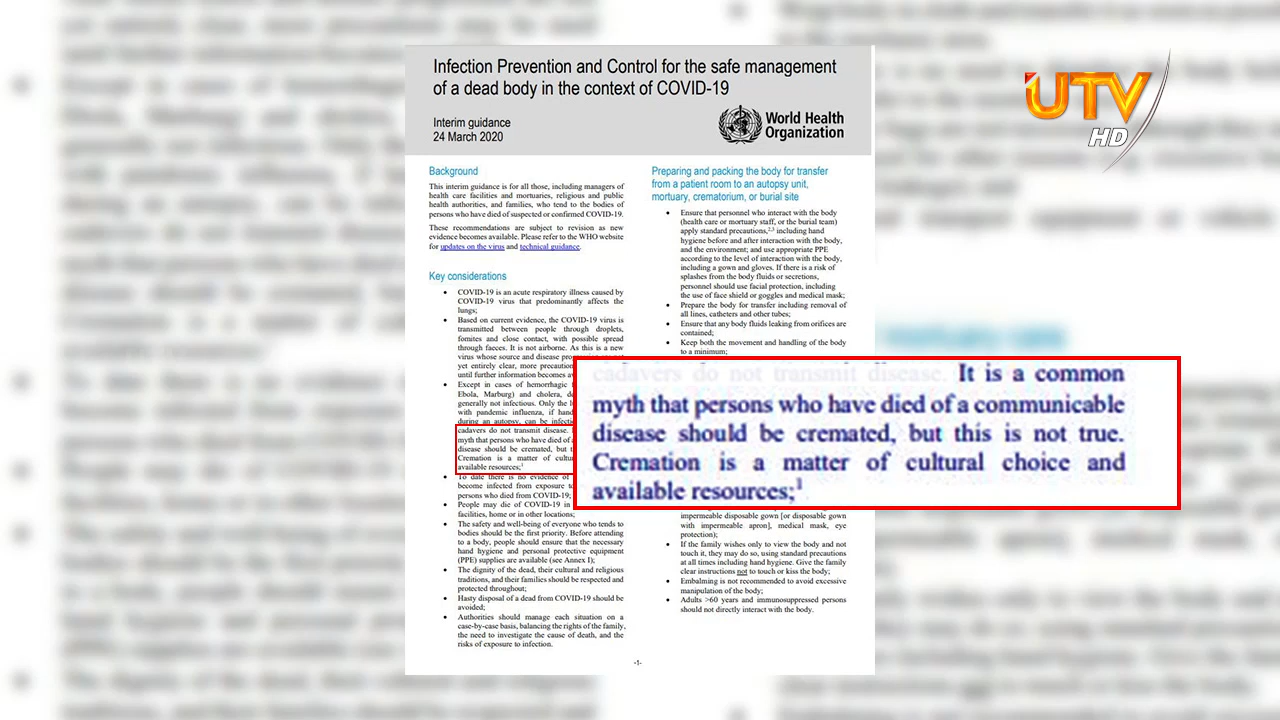 Infection Prevention and Control for the safe management
of a dead body in the context of COVID-19
Interim guidance
24 March 2020
World Health
Organization
UTV
HD
Background
This interim guidance is for all those, including managers of
health care facilities and mortuaries, religious and public
health authorities, and families, who tend to the bodies of
persons who have died of suspected or confirmed COVID-19.
These recommendations are subject to revision as new
evidence becomes available. Please refer to the WHO website
for updates on the virus and technical guidance.
Key considerations
• COVID-19 is an acute respiratory illness caused by
COVID-19 virus that predominantly affects the
lungs;
• Based on current evidence, the COVID-19 virus is
transmitted between people through droplets,
fomites and close contact, with possible spread
through faeces. It is not airborne. As this is a new
virus whose source and disease
yet entirely clear, more
until further information becomes
• Except in cases of hemorrhagic
Ebola, Marburg) and cholera,
generally not infectious. Only the
with pandemic influenza, if
during an autopsy, can be
cadavers do not transmit disease.
myth that persons who have died of
disease should be cremated, but
Cremation is a matter of
available resources;1
• To date there is no evidence of
become infected from exposure
persons who died from COVID-19;
• People may die of COVID-19 in
facilities, home or in other locations;
• The safety and well-being of everyone who tends to
bodies should be the first priority. Before attending
to a body, people should ensure that the necessary
hand hygiene and personal protective equipment
(PPE) supplies are available (see Annex I);
• The dignity of the dead, their cultural and religious
traditions, and their families should be respected and
protected throughout;
• Hasty disposal of a dead from COVID-19 should be
avoided;
• Authorities should manage each situation on a
case-by-case basis, balancing the rights of the family,
the need to investigate the cause of death, and the
risks of exposure to infection.
Preparing and packing the body for transfer
from a patient room to an autopsy unit,
mortuary, crematorium, or burial site
• Ensure that personnel who interact with the body
(health care or mortuary staff, or the burial team)
apply standard precautions,2,3 including hand
hygiene before and after interaction with the body,
and the environment; and use appropriate PPE
according to the level of interaction with the body,
including a gown and gloves. If there is a risk of
splashes from the body fluids or secretions,
personnel should use facial protection, including
the use of face shield or goggles and medical mask;
• Prepare the body for transfer including removal of
all lines, catheters and other tubes;
• Ensure that any body fluids leaking from orifices are
contained;
• Keep both the movement and handling of the body
to a minimum;
cadavers do not transmit disease. It is a common
myth that persons who have died of a communicable
disease should be cremated, but this is not true.
Cremation is a matter of cultural choice and
available resources;1
impermeable disposable gown [or disposable gown
with impermeable apron], medical mask, eye
protection);
• If the family wishes only to view the body and not
touch it, they may do so, using standard precautions
at all times including hand hygiene. Give the family
clear instructions not to touch or kiss the body;
• Embalming is not recommended to avoid excessive
manipulation of the body;
• Adults >60 years and immunosuppressed persons
should not directly interact with the body.
-1-